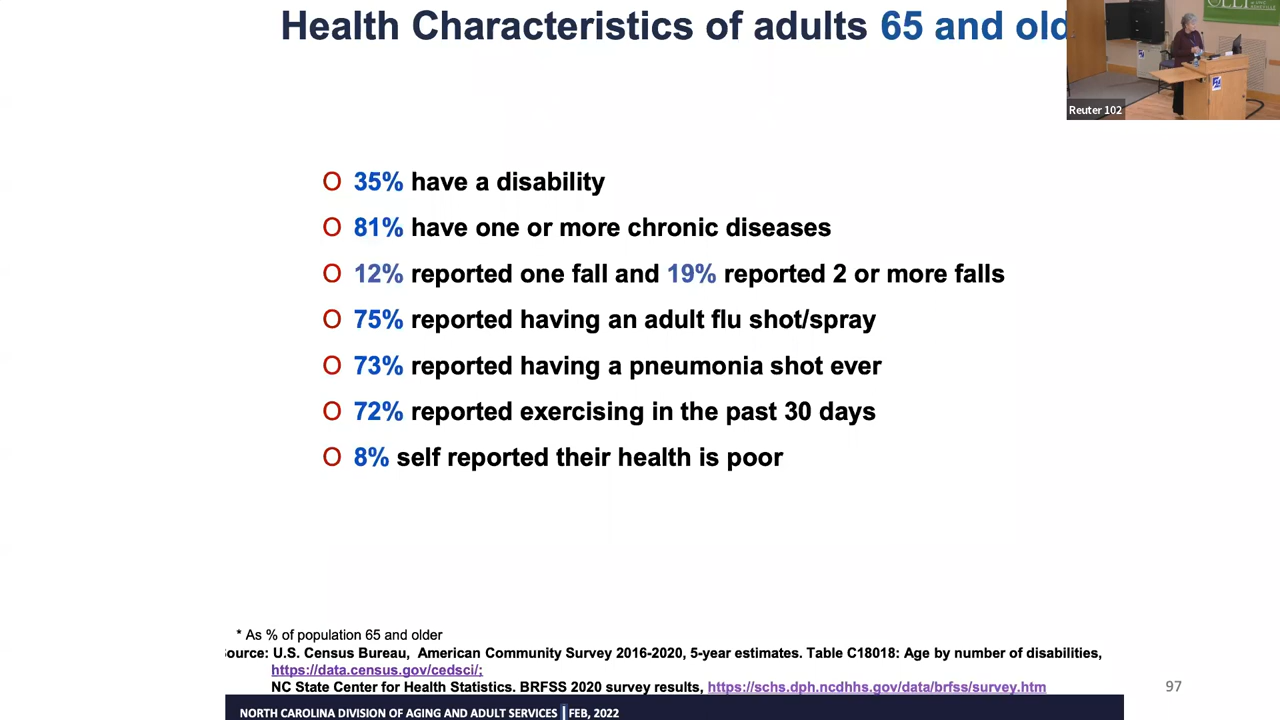 Health Characteristics of adults 65 and old
OLLI
Reuter 102
O 35% have a disability
O 81% have one or more chronic diseases
O 12% reported one fall and 19% reported 2 or more falls
O 75% reported having an adult flu shot/spray
O 73% reported having a pneumonia shot ever
O 72% reported exercising in the past 30 days
O 8% self reported their health is poor
* As % of population 65 and older
ource: U.S. Census Bureau, American Community Survey 2016-2020, 5-year estimates. Table C18018: Age by number of disabilities,
https://data.census.gov/cedsci/;
NC State Center for Health Statistics. BRFSS 2020 survey results, https://schs.dph.ncdhhs.gov/data/brfss/survey.htm
97
NORTH CAROLINA DIVISION OF AGING AND ADULT SERVICES | FEB, 2022